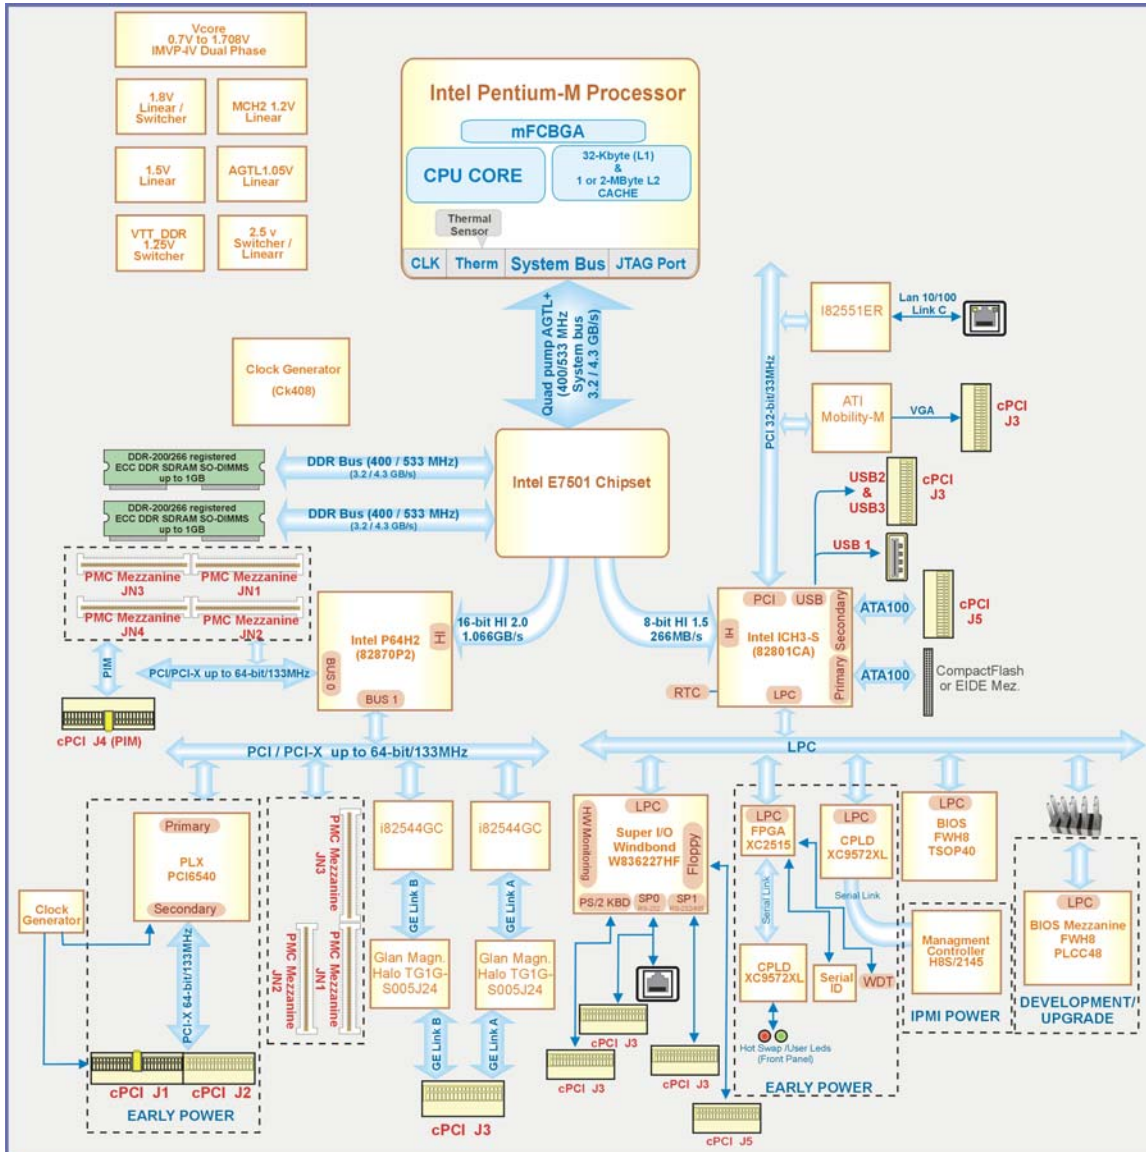 Vcore
0.7V to 1.708V
IMVP-IV Dual Phase
1.8V
Linear /
Switcher
MCH2 1.2V
Linear
1.5V
Linear
AGTL1.05V
Linear
VTT_DDR
1.25V
Switcher
2.5 v
Switcher /
Linearr
Intel Pentium-M Processor
mFCBGA
CPU CORE
32-Kbyte (L1)
&
1 or 2-MByte L2
CACHE
Thermal
Sensor
CLK
Therm
System Bus
JTAG Port
Quad pump AGTL+
(400/533 MHz
System bus
3.2 / 4.3 GB/s)
Clock Generator
(Ck408)
DDR-200/266 registered
ECC DDR SDRAM SO-DIMMS
up to 1GB
DDR Bus (400 / 533 MHz)
(3.2 / 4.3 GB/s)
DDR-200/266 registered
ECC DDR SDRAM SO-DIMMS
up to 1GB
DDR Bus (400 / 533 MHz)
(3.2 / 4.3 GB/s)
Intel E7501 Chipset
PCI 32-bit/33MHz
I82551ER
Lan 10/100
Link C
ATI
Mobility-M
VGA
cPCI
J3
USB2
&
USB3
cPCI
J3
USB 1
PMC Mezzanine
JN3
PMC Mezzanine
JN1
PMC Mezzanine
JN4
PMC Mezzanine
JN2
PIM
PCI/PCI-X up to 64-bit/133MHz
cPCI J4 (PIM)
Intel P64H2
(82870P2)
HI
BUS 0
BUS 1
16-bit HI 2.0
1.066GB/s
8-bit HI 1.5
266MB/s
PCI
USB
Secondary
HI
Intel ICH3-S
(82801CA)
Primary
LPC
RTC
ATA100
cPCI
J5
ATA100
CompactFlash
or EIDE Mez.
PCI / PCI-X up to 64-bit/133MHz
LPC
Primary
PLX
PCI6540
Secondary
Clock
Generator
PCI-X 64-bit/133MHz
cPCI J1
cPCI J2
EARLY POWER
PMC Mezzanine
JN3
PMC Mezzanine
JN2
PMC Mezzanine
JN1
i82544GC
i82544GC
GE Link B
GE Link A
Glan Magn.
Halo TG1G-
S005J24
Glan Magn.
Halo TG1G-
S005J24
GE Link B
GE Link A
cPCI J3
LPC
HW Monitoring
Super I/O
Windbond
W836227HF
Floppy
PS/2 KBD
SP0
RS-232
SP1
RS-232/485
cPCI J3
cPCI J3
cPCI J3
cPCI J5
LPC
FPGA
XC2515
LPC
CPLD
XC9572XL
Serial Link
Serial Link
CPLD
XC9572XL
Serial
ID
WDT
Hot Swap /User Leds
(Front Panel)
EARLY POWER
LPC
BIOS
FWH8
TSOP40
Managment
Controller
H8S/2145
IPMI POWER
LPC
BIOS Mezzanine
FWH8
PLCC48
DEVELOPMENT/
UPGRADE